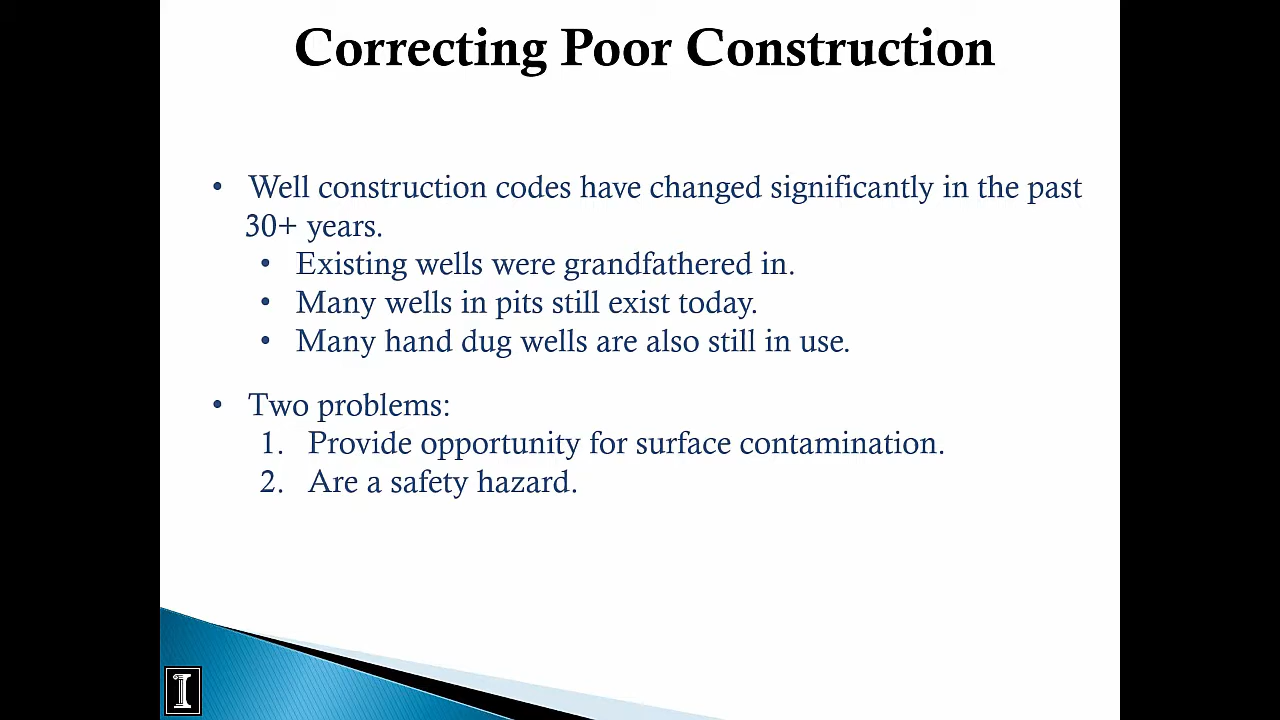 Correcting Poor Construction
• Well construction codes have changed significantly in the past
30+ years.
• Existing wells were grandfathered in.
• Many wells in pits still exist today.
• Many hand dug wells are also still in use.
• Two problems:
1. Provide opportunity for surface contamination.
2. Are a safety hazard.
I